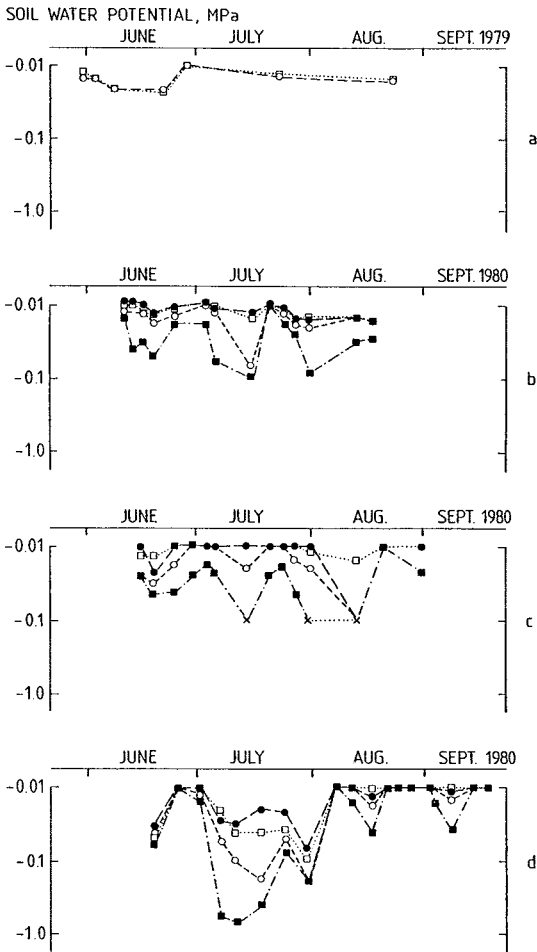 SOIL WATER POTENTIAL, MPa
JUNE JULY AUG. SEPT. 1979
-0.01
-0.1
a
-1.0
JUNE JULY AUG. SEPT. 1980
-0.01
-0.1
b
-1.0
JUNE JULY AUG. SEPT. 1980
-0.01
-0.1
c
-1.0
JUNE JULY AUG. SEPT. 1980
-0.01
-0.1
d
-1.0